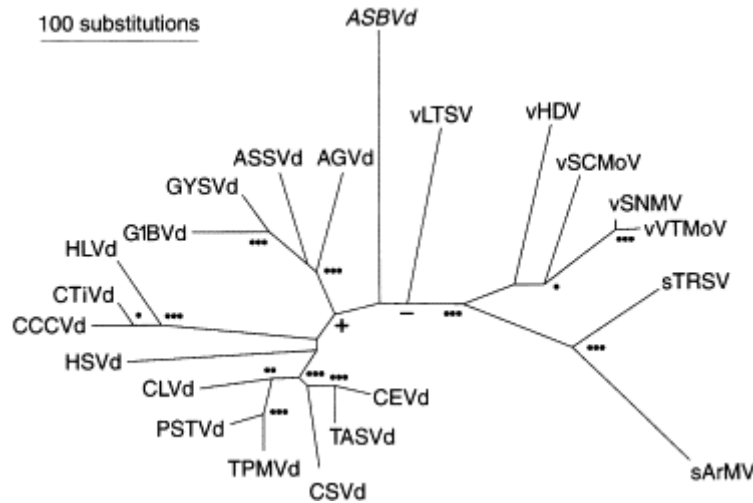 100 substitutions
ASBVd
vLTSV
vHDV
ASSVd
AGVd
vSCMoV
GYSVd
vSNMV
G1BVd
vVTMoV
HLVd
sTRSV
CTiVd
CCCVd
+
–
HSVd
CLVd
CEVd
PSTVd
TASVd
TPMVd
sArMV
CSVd